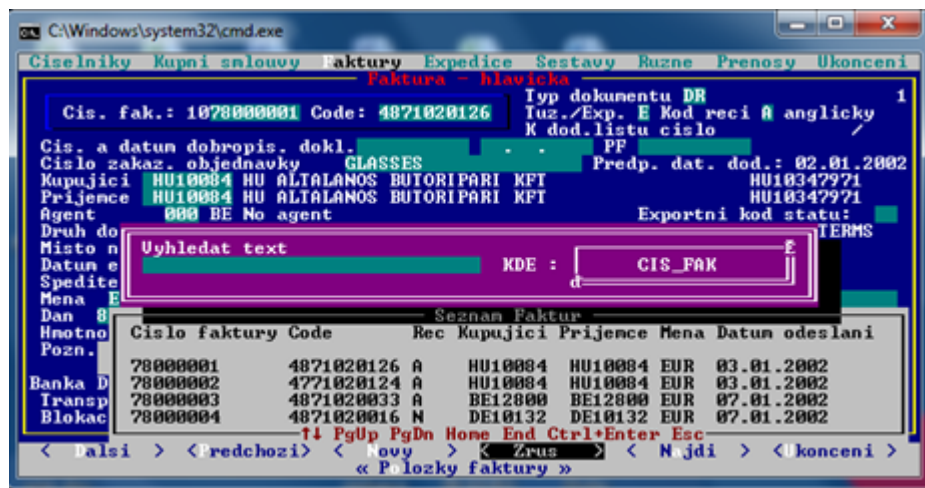 C:\Windows\system32\cmd.exe
Ciselniky Kupni smlouvy aktury Expedice Sestavy Ruzne Prenosy Ukonceni
Faktura - hlavicka
Typ dokumentu DR 1
Cis. fak.: 1078000001 Code: 4871020126 Tuz./Exp. E Kod reci A anglicky
K dod.listu cislo /
Cis. a datum dobropis. dokl. . . PF
Cislo zakaz. objednavky GLASSES Predp. dat. dod.: 02.01.2002
Kupujici HU10084 HU ALTALANOS BUTORIPARI KFT HU10347971
Prijemce HU10084 HU ALTALANOS BUTORIPARI KFT HU10347971
Agent 000 BE No agent Exportni kod statu:
Druh do TERMS
Misto n Vyhledat text
Datum e KDE : CIS_FAK
Spedite
Mena E
Dan 8 Seznam Faktur
Hmotno Cislo faktury Code Rec Kupujici Prijemce Mena Datum odeslani
Pozn.
78000001 4871020126 A HU10084 HU10084 EUR 03.01.2002
Banka D 78000002 4771020124 A HU10084 HU10084 EUR 03.01.2002
Transp 78000003 4871020033 A BE12800 BE12800 EUR 07.01.2002
Blokac 78000004 4871020016 N DE10132 DE10132 EUR 07.01.2002
↑↓ PgUp PgDn Home End Ctrl+Enter Esc
< alsi > < redchozi> < ovy > < Zrus > < N jdi > < konceni >
« P lozky faktury »